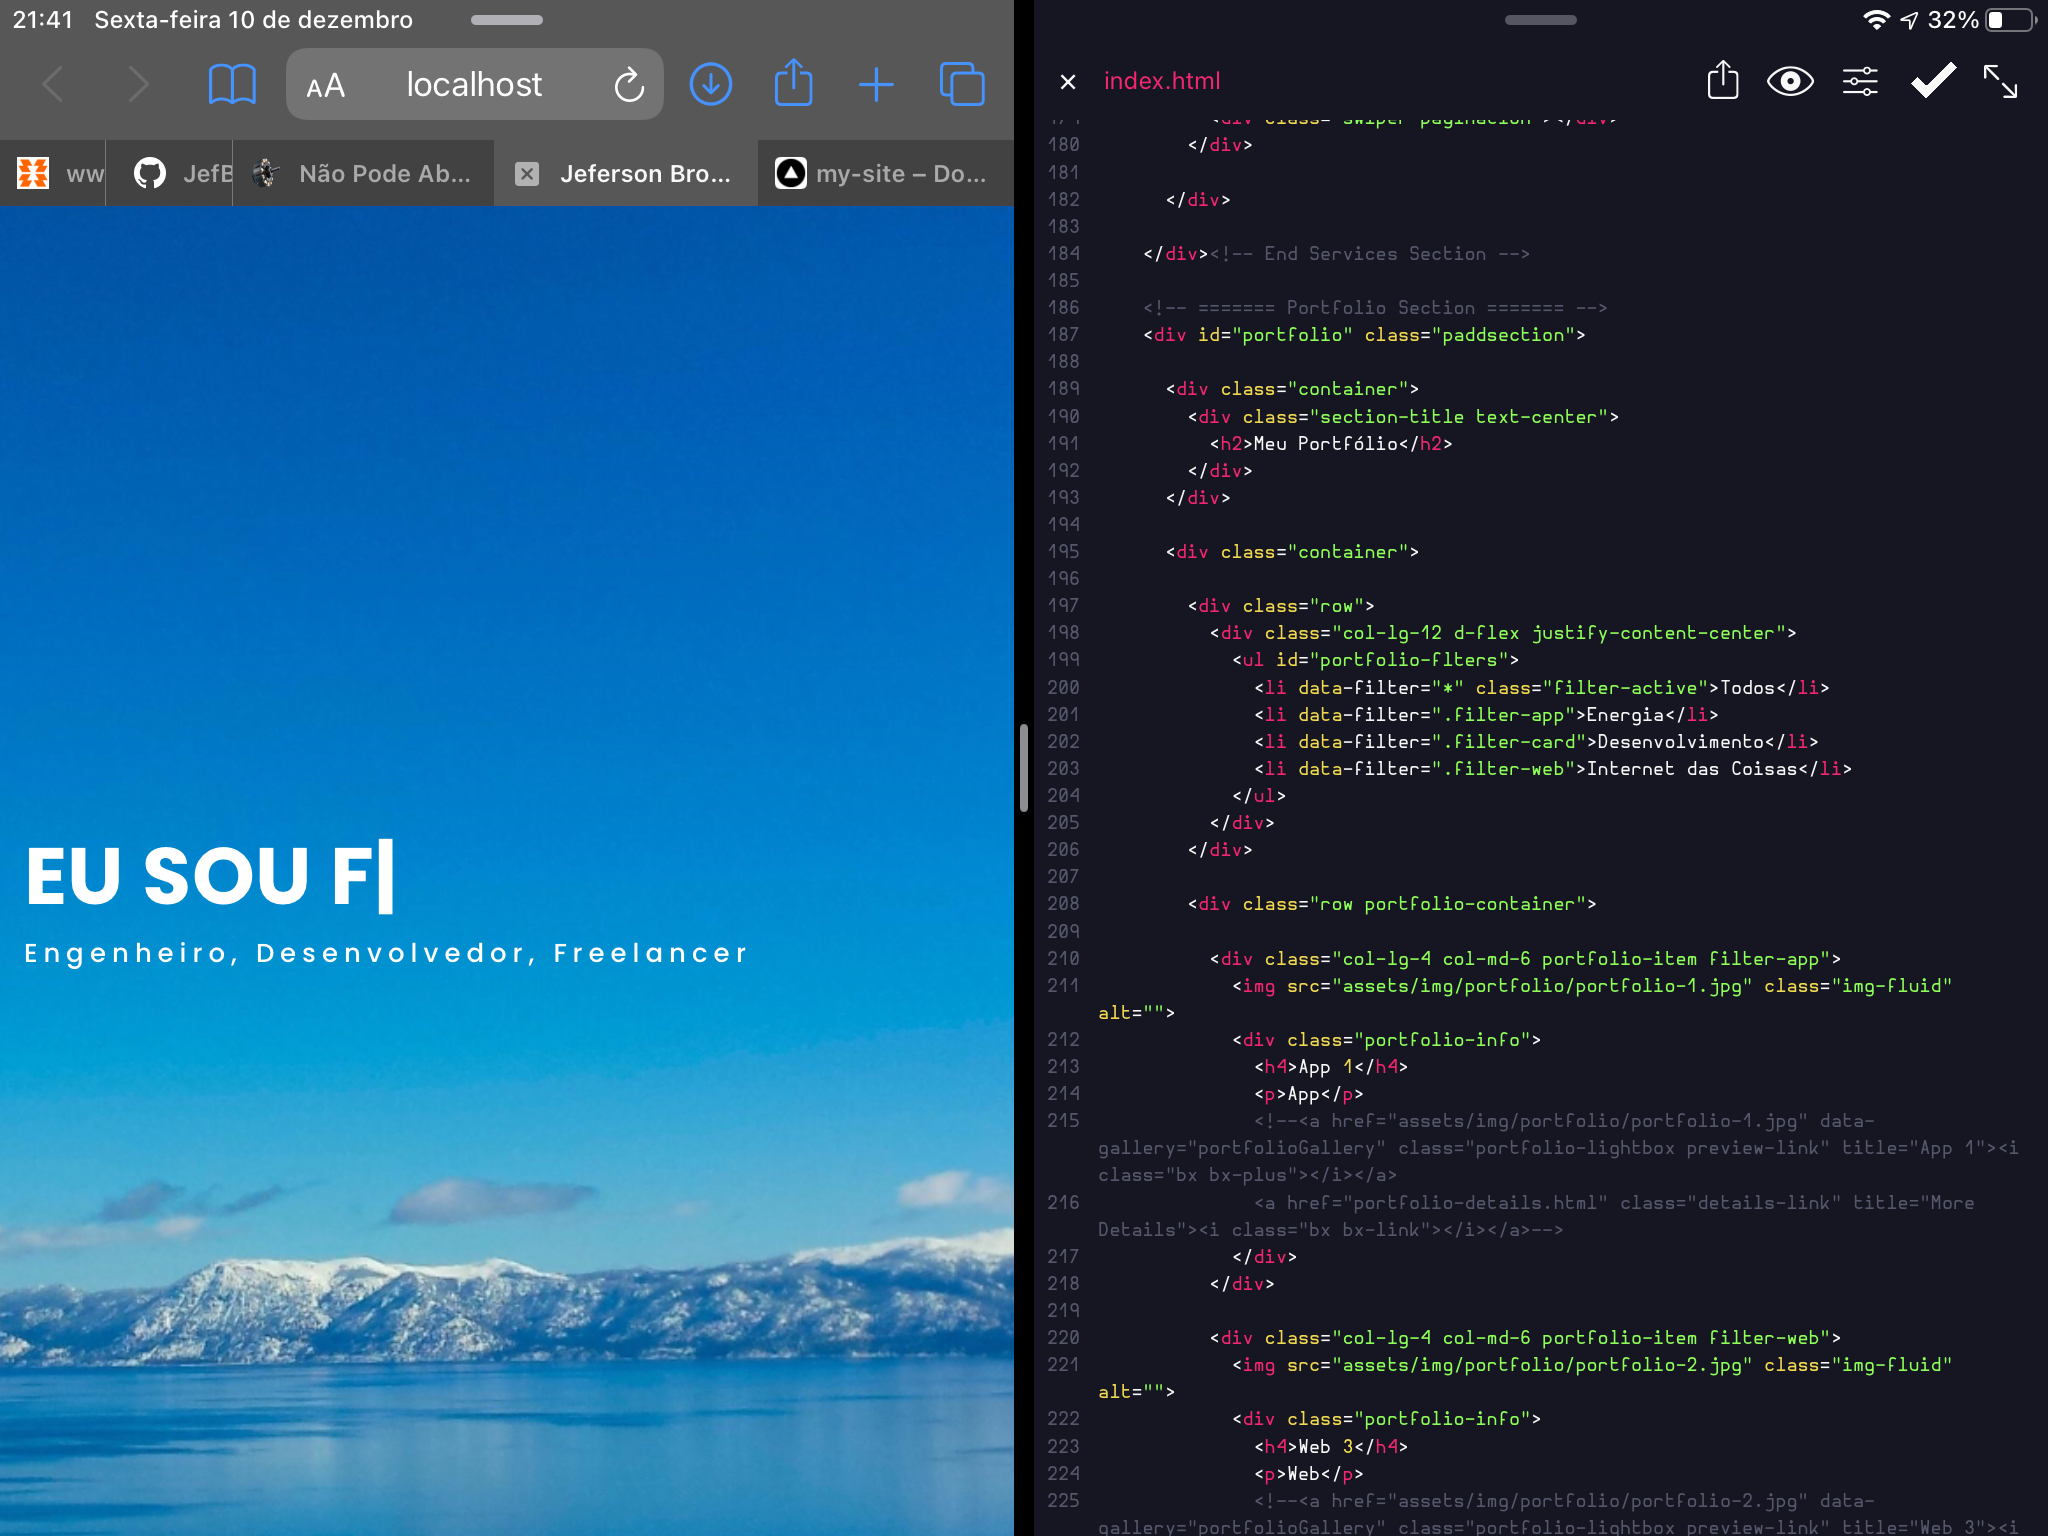 21:41 Sexta-feira 10 de dezembro
32%
AA localhost
ww
JefB
Não Pode Ab...
Jeferson Bro...
my-site – Do...
EU SOU F|
Engenheiro, Desenvolvedor, Freelancer
index.html
179 <div class="swiper-pagination"></div>
180 </div>
181
182 </div>
183
184 </div><!-- End Services Section -->
185
186 <!-- ======= Portfolio Section ======= -->
187 <div id="portfolio" class="paddsection">
188
189 <div class="container">
190 <div class="section-title text-center">
191 <h2>Meu Portfólio</h2>
192 </div>
193 </div>
194
195 <div class="container">
196
197 <div class="row">
198 <div class="col-lg-12 d-flex justify-content-center">
199 <ul id="portfolio-flters">
200 <li data-filter="*" class="filter-active">Todos</li>
201 <li data-filter=".filter-app">Energia</li>
202 <li data-filter=".filter-card">Desenvolvimento</li>
203 <li data-filter=".filter-web">Internet das Coisas</li>
204 </ul>
205 </div>
206 </div>
207
208 <div class="row portfolio-container">
209
210 <div class="col-lg-4 col-md-6 portfolio-item filter-app">
211 <img src="assets/img/portfolio/portfolio-1.jpg" class="img-fluid"
alt="">
212 <div class="portfolio-info">
213 <h4>App 1</h4>
214 <p>App</p>
215 <!--<a href="assets/img/portfolio/portfolio-1.jpg" data-
gallery="portfolioGallery" class="portfolio-lightbox preview-link" title="App 1"><i
class="bx bx-plus"></i></a>
216 <a href="portfolio-details.html" class="details-link" title="More
Details"><i class="bx bx-link"></i></a>-->
217 </div>
218 </div>
219
220 <div class="col-lg-4 col-md-6 portfolio-item filter-web">
221 <img src="assets/img/portfolio/portfolio-2.jpg" class="img-fluid"
alt="">
222 <div class="portfolio-info">
223 <h4>Web 3</h4>
224 <p>Web</p>
225 <!--<a href="assets/img/portfolio/portfolio-2.jpg" data-
gallery="portfolioGallery" class="portfolio-lightbox preview-link" title="Web 3"><i